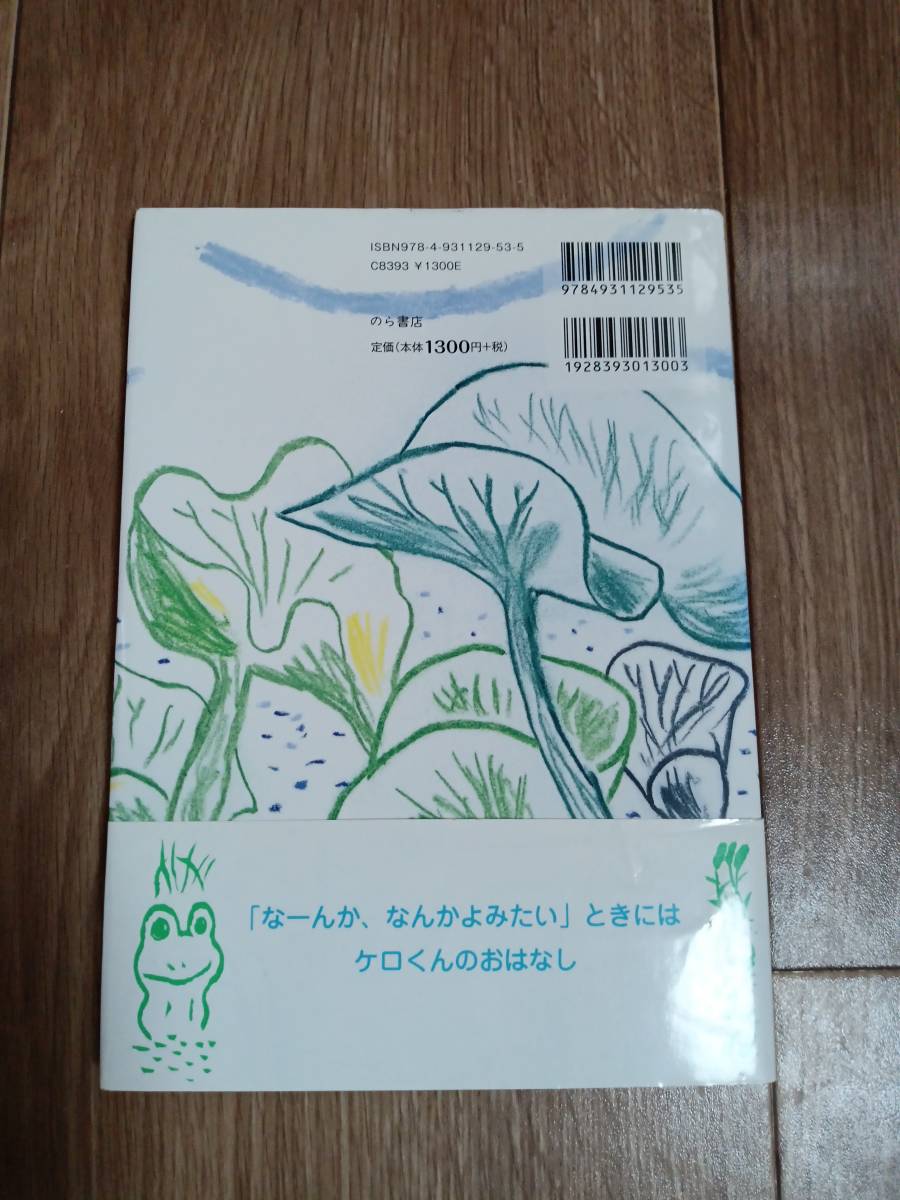 ISBN978-4-931129-53-5
C8393 ¥1300E
9784931129535
のら書店
定価(本体1300円+税)
1928393013003
「なーんか、なんかよみたい」ときには
ケロくんのおはなし